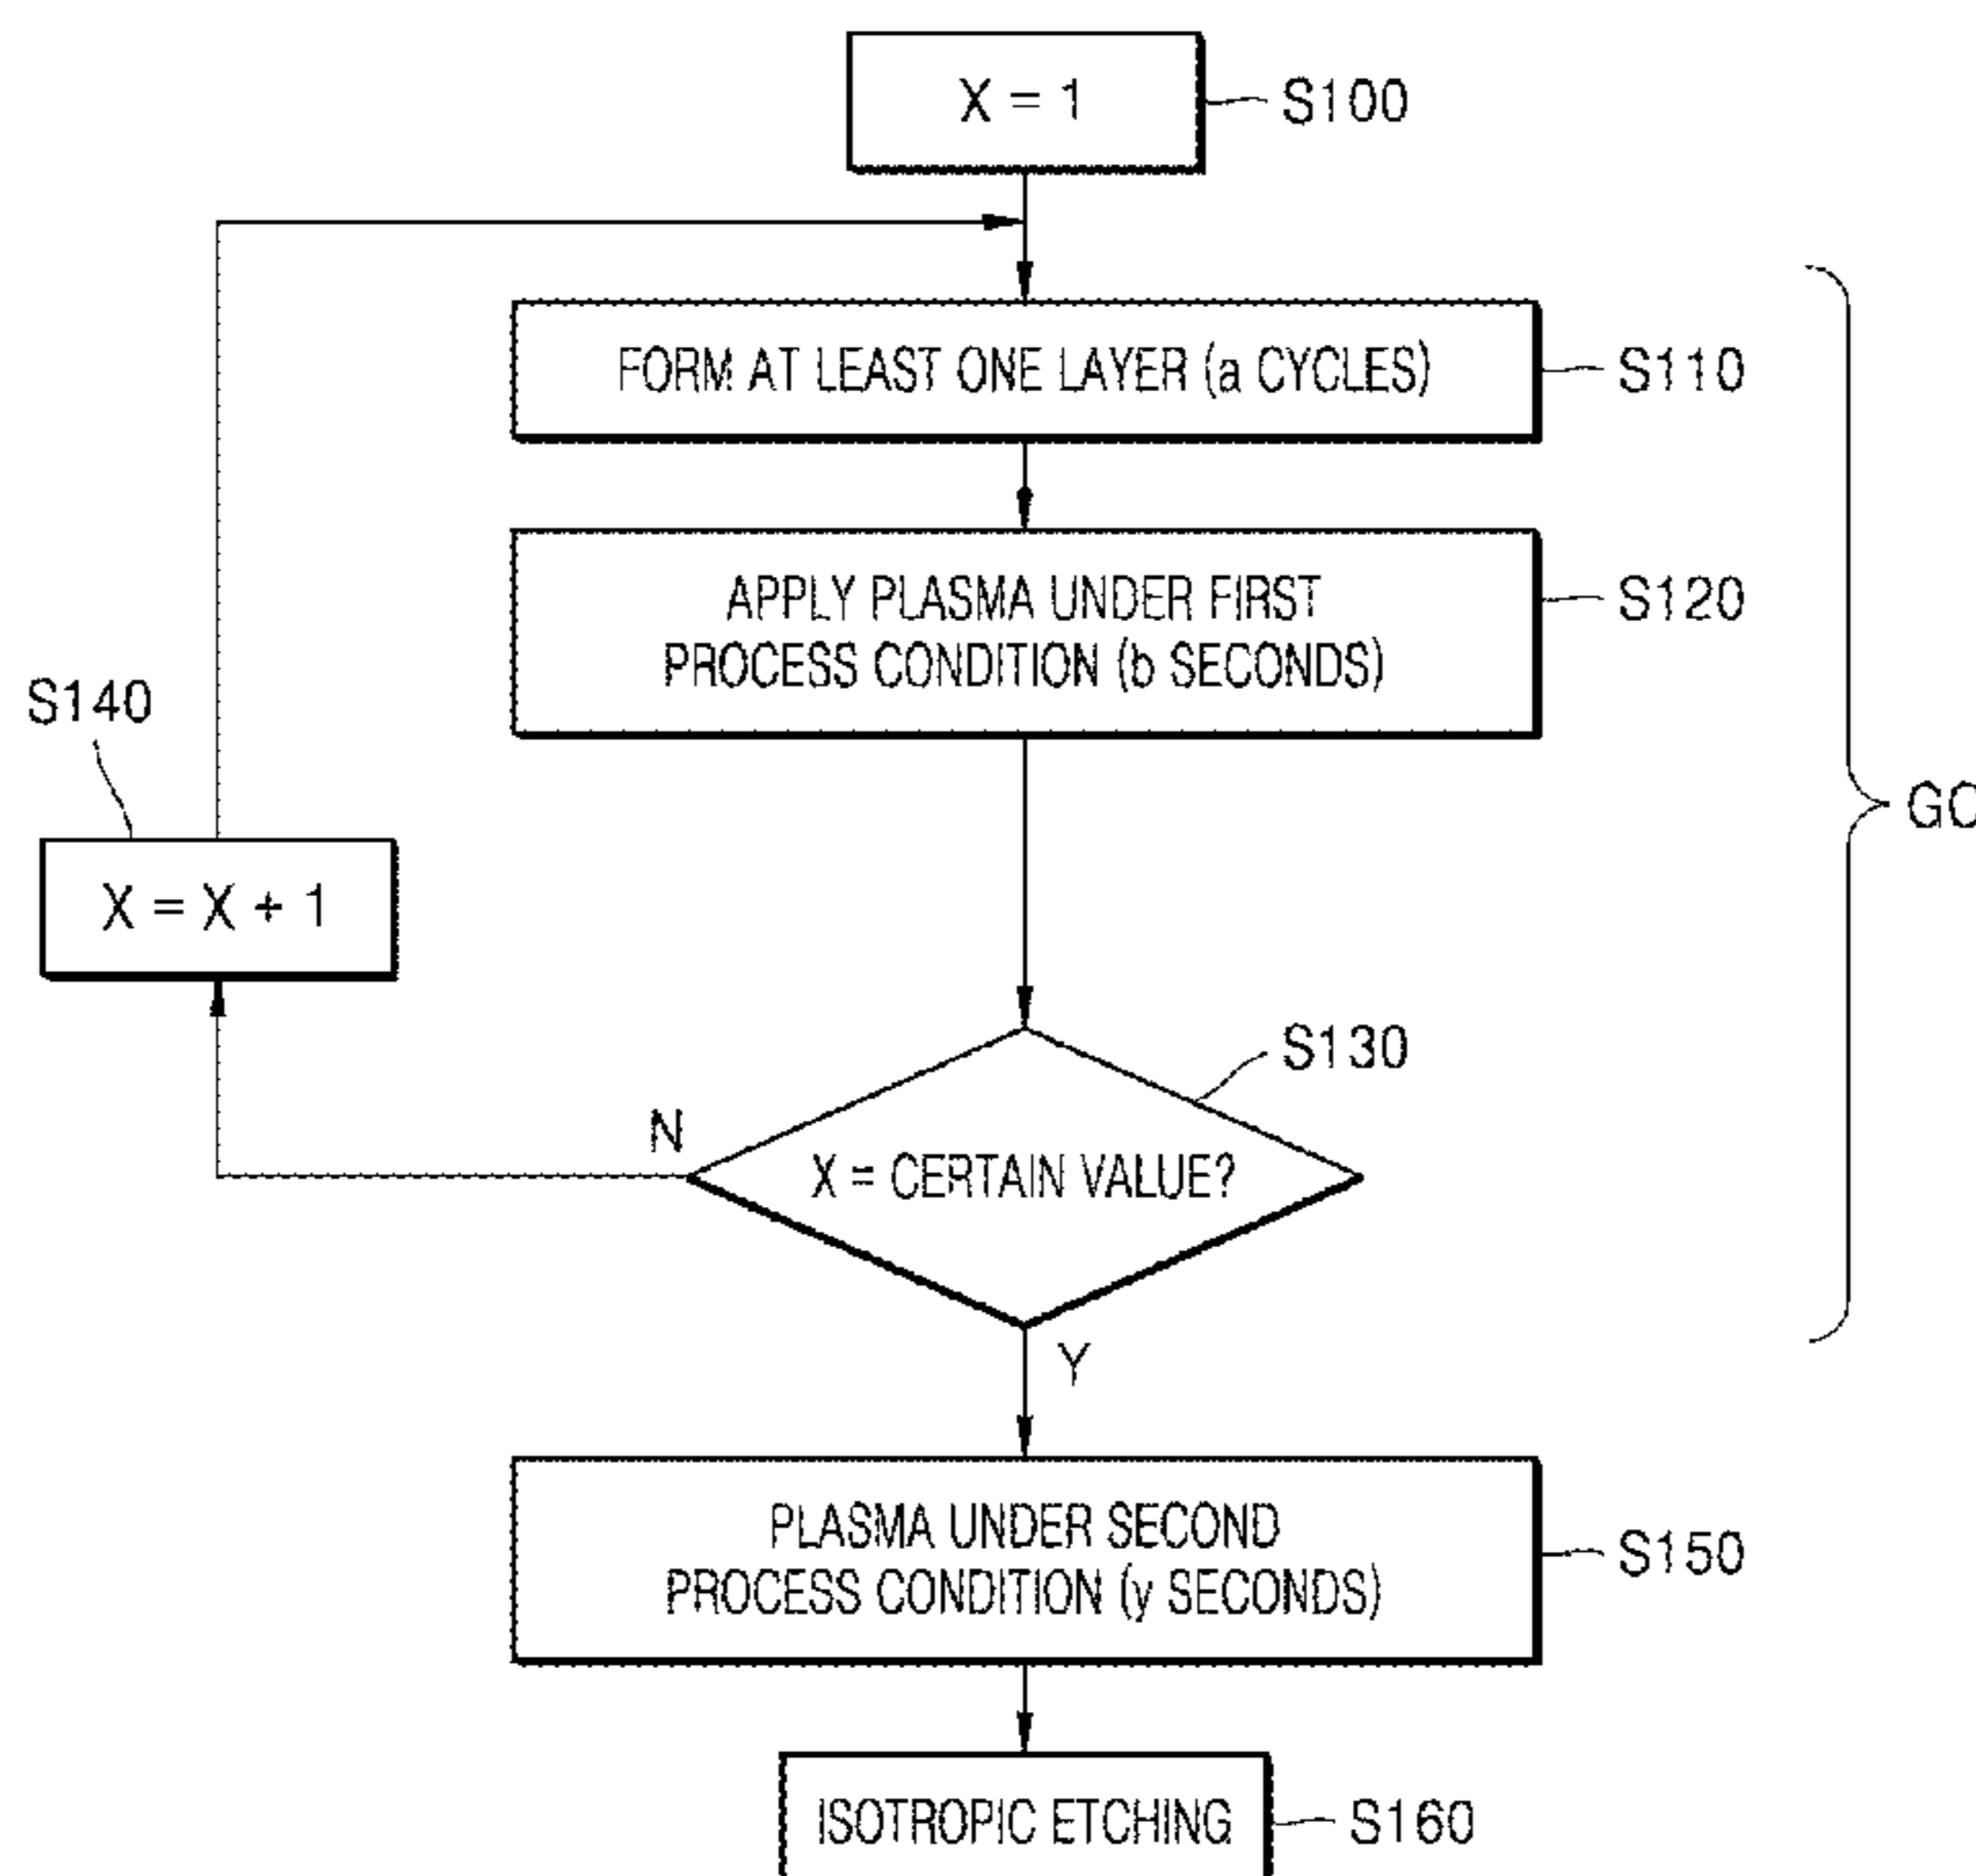 X = 1
S100
FORM AT LEAST ONE LAYER (a CYCLES)
S110
APPLY PLASMA UNDER FIRST
PROCESS CONDITION (b SECONDS)
S120
S140
X = X + 1
GC
S130
N
X = CERTAIN VALUE?
Y
PLASMA UNDER SECOND
PROCESS CONDITION (y SECONDS)
S150
ISOTROPIC ETCHING
S160